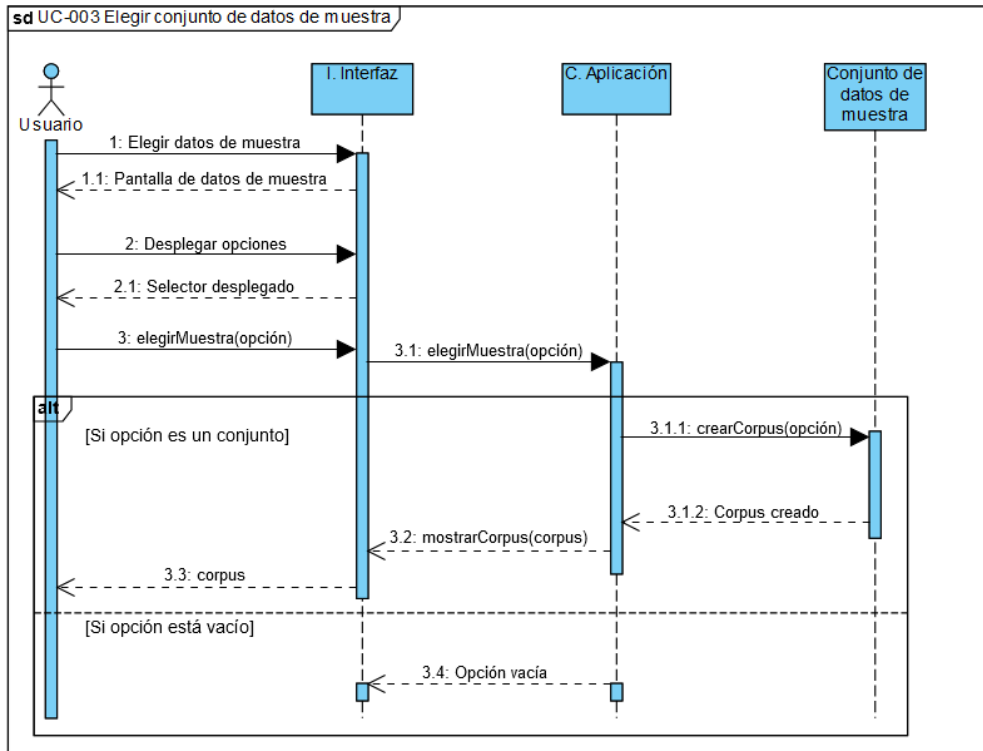 sd UC-003 Elegir conjunto de datos de muestra
Usuario
I. Interfaz
C. Aplicación
Conjunto de
datos de
muestra
1: Elegir datos de muestra
1.1: Pantalla de datos de muestra
2: Desplegar opciones
2.1: Selector desplegado
3: elegirMuestra(opción)
3.1: elegirMuestra(opción)
alt
[Si opción es un conjunto]
3.1.1: crearCorpus(opción)
3.1.2: Corpus creado
3.2: mostrarCorpus(corpus)
3.3: corpus
[Si opción está vacío]
3.4: Opción vacía